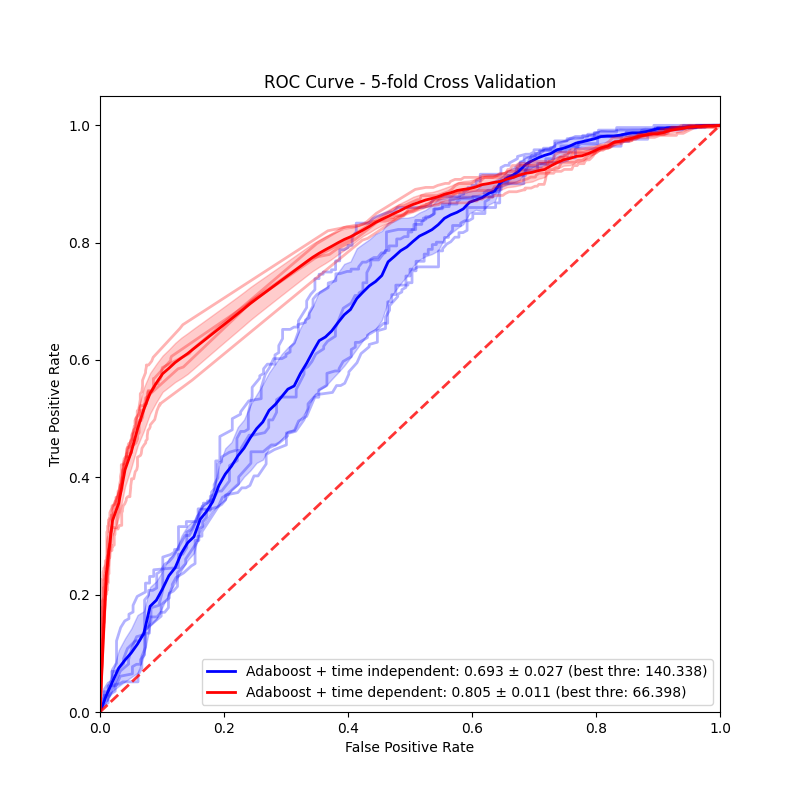 ROC Curve - 5-fold Cross Validation
1.0
0.8
0.6
0.4
0.2
0.0
True Positive Rate
Adaboost + time independent: 0.693 ± 0.027 (best thre: 140.338)
Adaboost + time dependent: 0.805 ± 0.011 (best thre: 66.398)
0.0 0.2 0.4 0.6 0.8 1.0
False Positive Rate